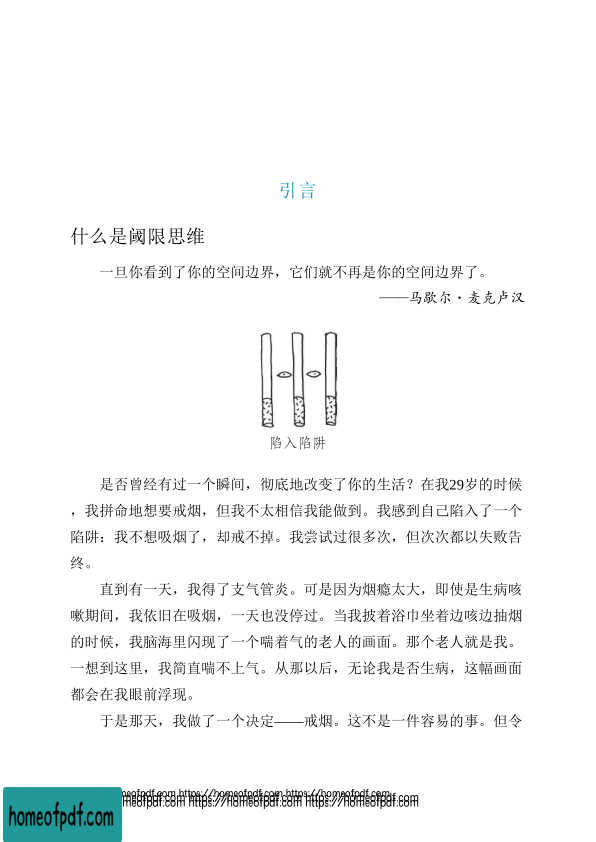 引言
什么是阈限思维
一旦你看到了你的空间边界，它们就不再是你的空间边界了。
——马歇尔·麦克卢汉
陷入陷阱
是否曾经有过一个瞬间，彻底地改变了你的生活？在我29岁的时候
，我拼命地想要戒烟，但我不太相信我能做到。我感到自己陷入了一个
陷阱：我不想吸烟了，却戒不掉。我尝试过很多次，但次次都以失败告
终。
直到有一天，我得了支气管炎。可是因为烟瘾太大，即使是生病咳
嗽期间，我依旧在吸烟，一天也没停过。当我披着浴巾坐着边咳边抽烟
的时候，我脑海里闪现了一个喘着气的老人的画面。那个老人就是我。
一想到这里，我简直喘不上气。从那以后，无论我是否生病，这幅画面
都会在我眼前浮现。
于是那天，我做了一个决定——戒烟。这不是一件容易的事。但令
homeofpdf.com https://homeofpdf.com https://homeofpdf.com
homeofpdf.com https://homeofpdf.com https://homeofpdf.com
homeofpdf.com